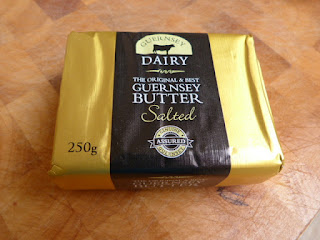 GUERNSEY
DAIRY
THE ORIGINAL & BEST
GUERNSEY
BUTTER
Salted
250g
ASSURED